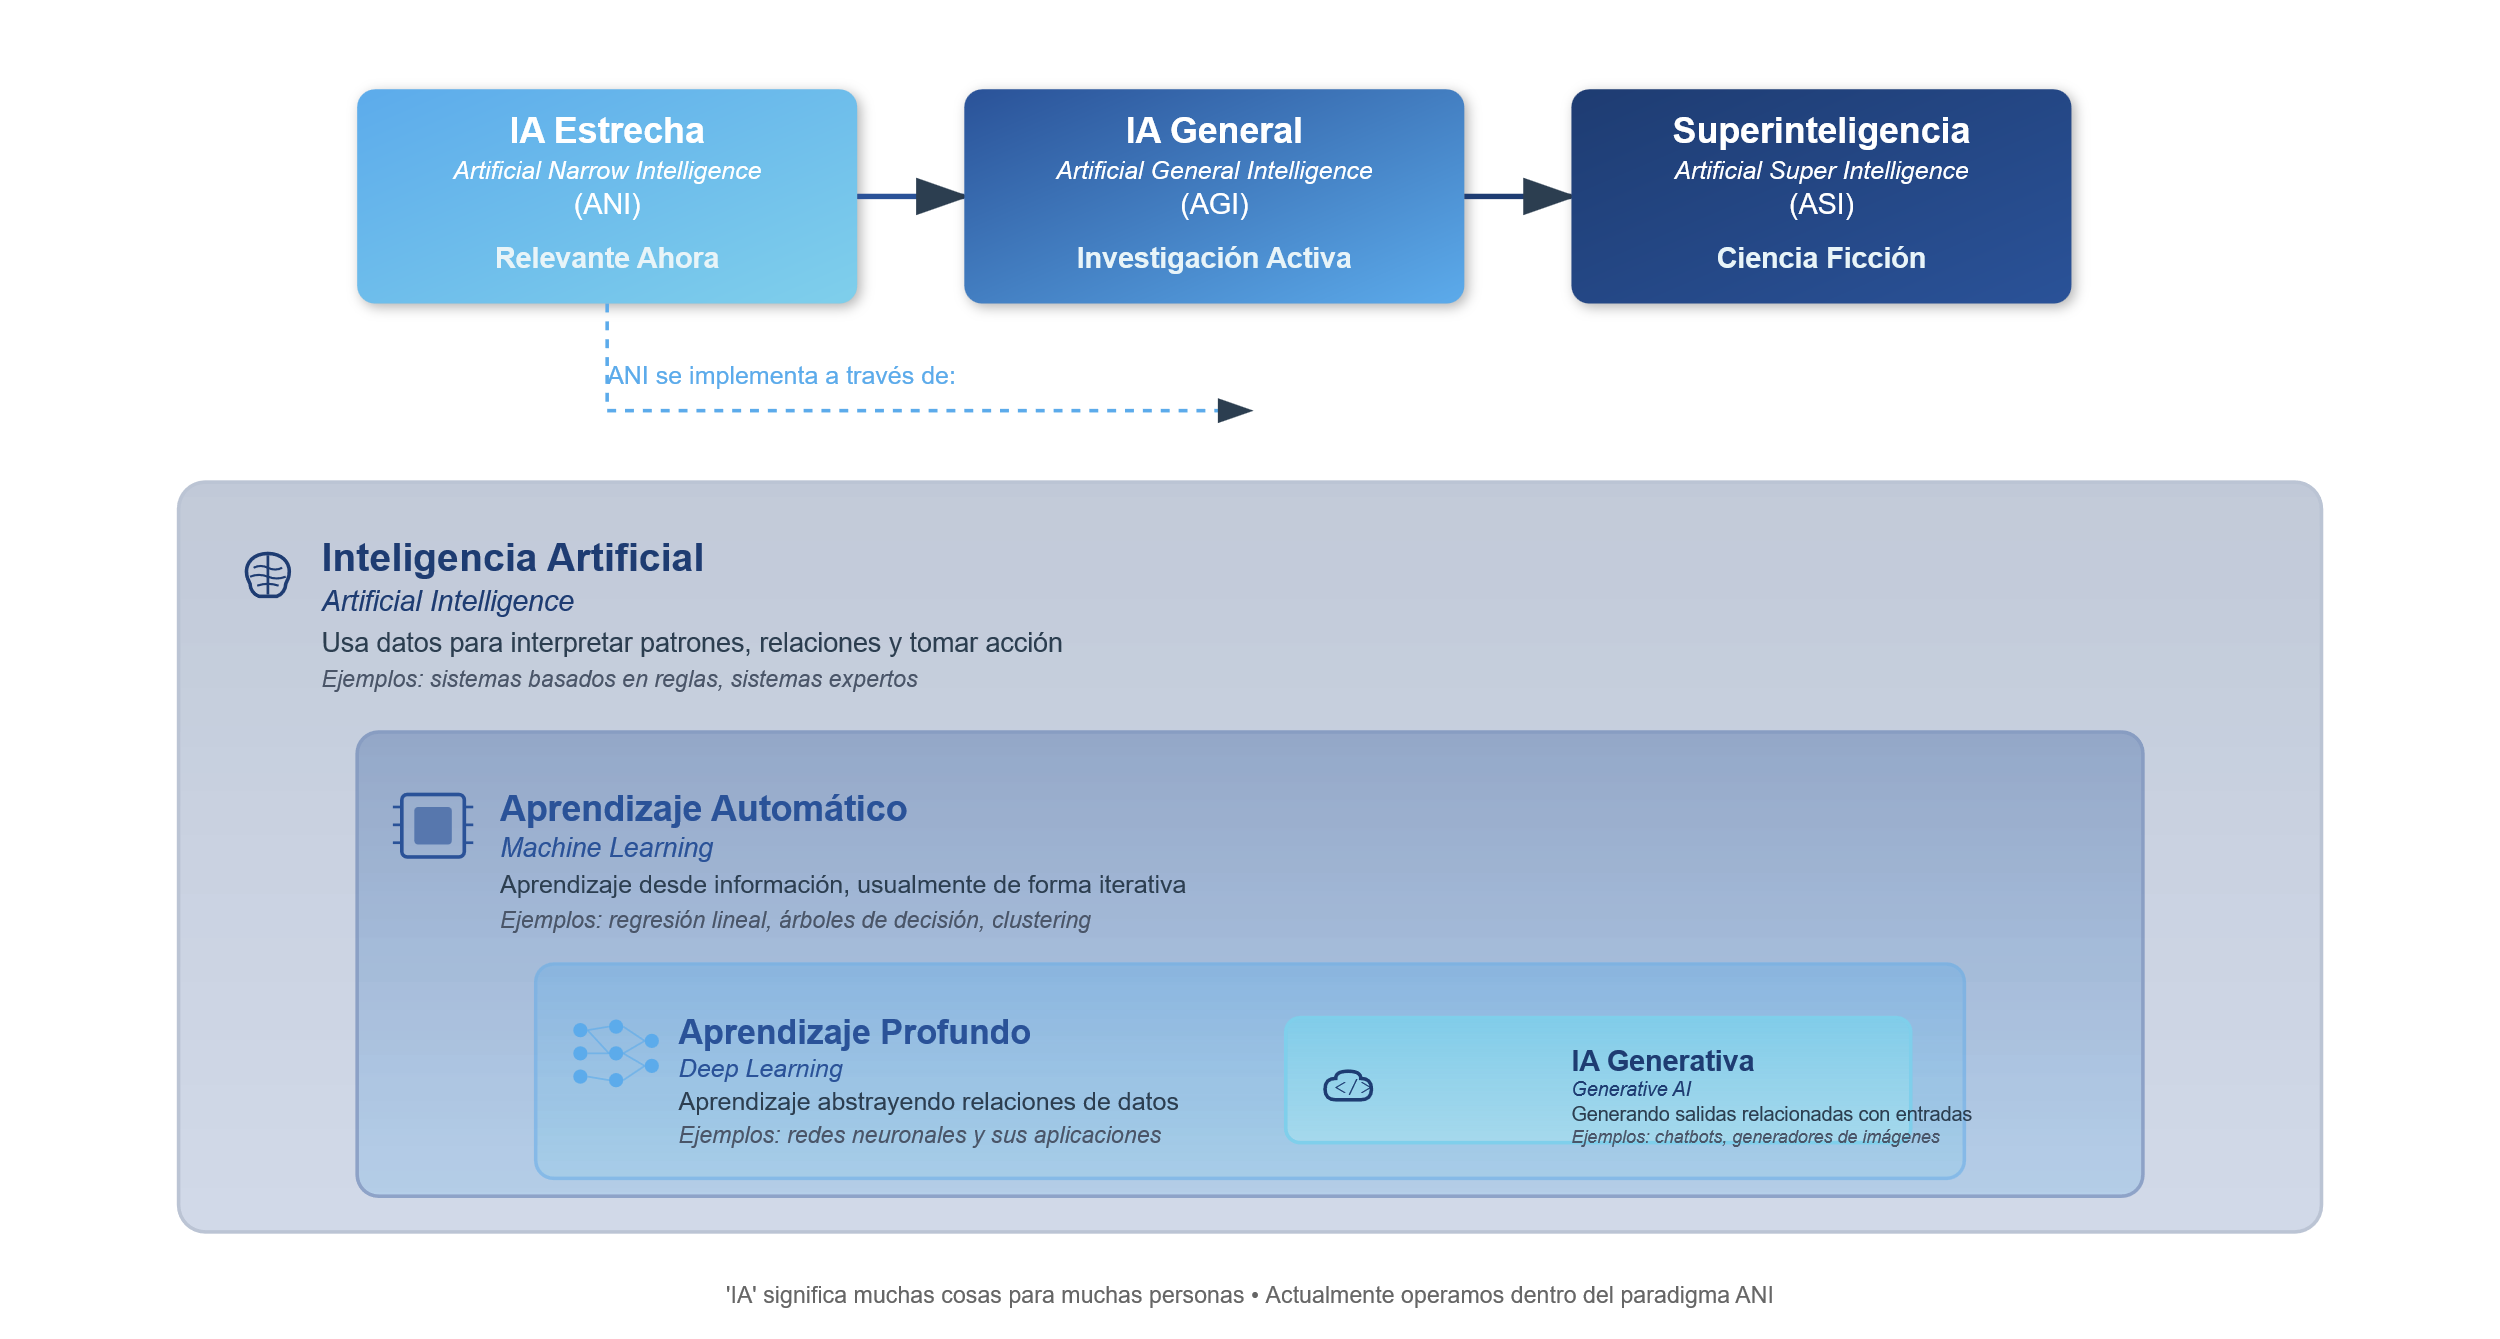 IA Estrecha
Artificial Narrow Intelligence
(ANI)
Relevante Ahora
IA General
Artificial General Intelligence
(AGI)
Investigación Activa
Superinteligencia
Artificial Super Intelligence
(ASI)
Ciencia Ficción
ANI se implementa a través de:
Inteligencia Artificial
Artificial Intelligence
Usa datos para interpretar patrones, relaciones y tomar acción
Ejemplos: sistemas basados en reglas, sistemas expertos
Aprendizaje Automático
Machine Learning
Aprendizaje desde información, usualmente de forma iterativa
Ejemplos: regresión lineal, árboles de decisión, clustering
Aprendizaje Profundo
Deep Learning
Aprendizaje abstrayendo relaciones de datos
Ejemplos: redes neuronales y sus aplicaciones
</>
IA Generativa
Generative AI
Generando salidas relacionadas con entradas
Ejemplos: chatbots, generadores de imágenes
'IA' significa muchas cosas para muchas personas • Actualmente operamos dentro del paradigma ANI